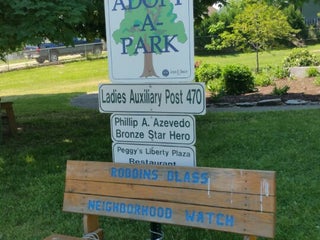 ADOPT
-A-
PARK
Ladies Auxiliary Post 470
Phillip A. Azevedo
Bronze Star Hero
Peggy's Liberty Plaza
Restaurant
ROBBINS GLASS
NEIGHBORHOOD WATCH